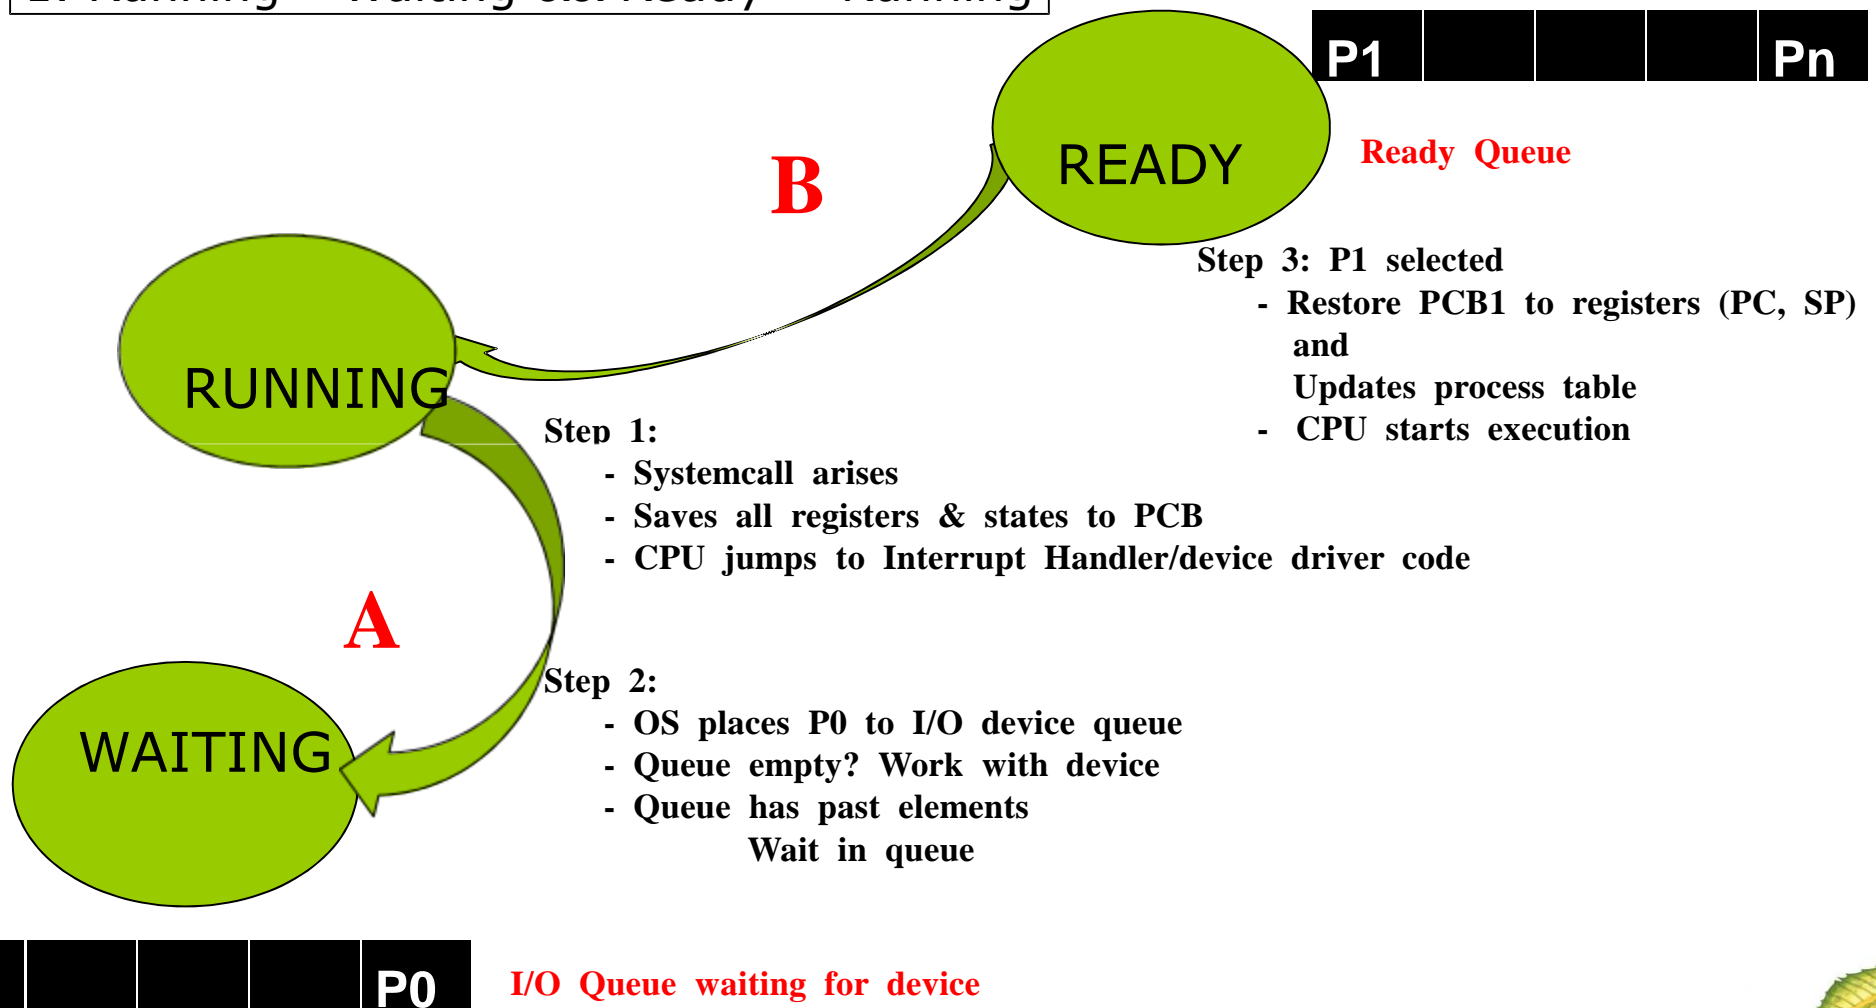 P1 Pn
READY
Ready Queue
B
Step 3: P1 selected
- Restore PCB1 to registers (PC, SP)
and
Updates process table
- CPU starts execution
RUNNING
Step 1:
- Systemcall arises
- Saves all registers & states to PCB
- CPU jumps to Interrupt Handler/device driver code
A
Step 2:
- OS places P0 to I/O device queue
- Queue empty? Work with device
- Queue has past elements
Wait in queue
WAITING
P0
I/O Queue waiting for device